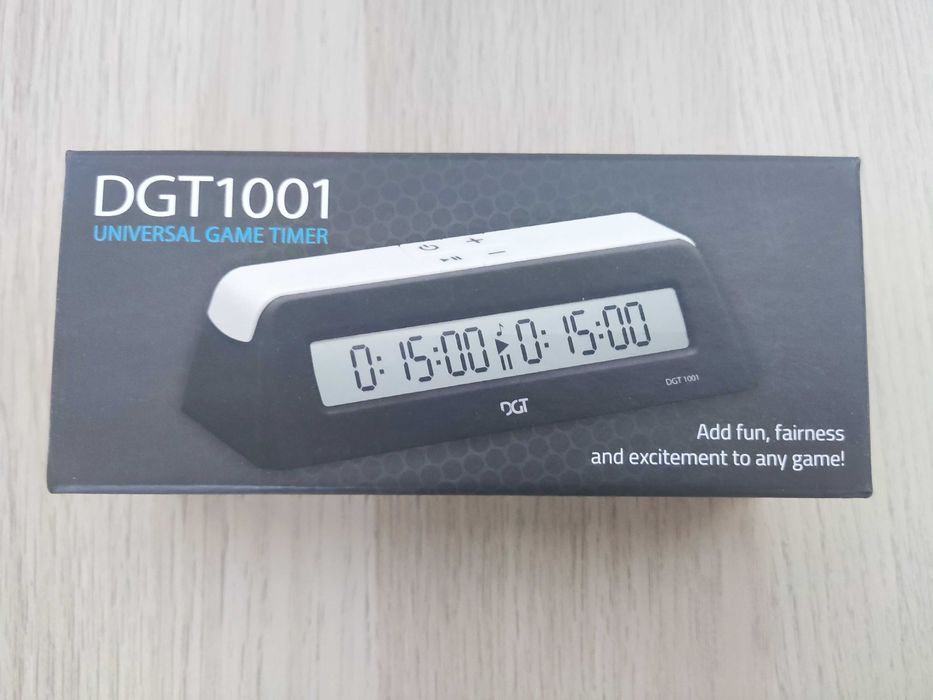 DGT1001
UNIVERSAL GAME TIMER
0:15:00 0:15:00
DGT
DGT 1001
Add fun, fairness
and excitement to any game!